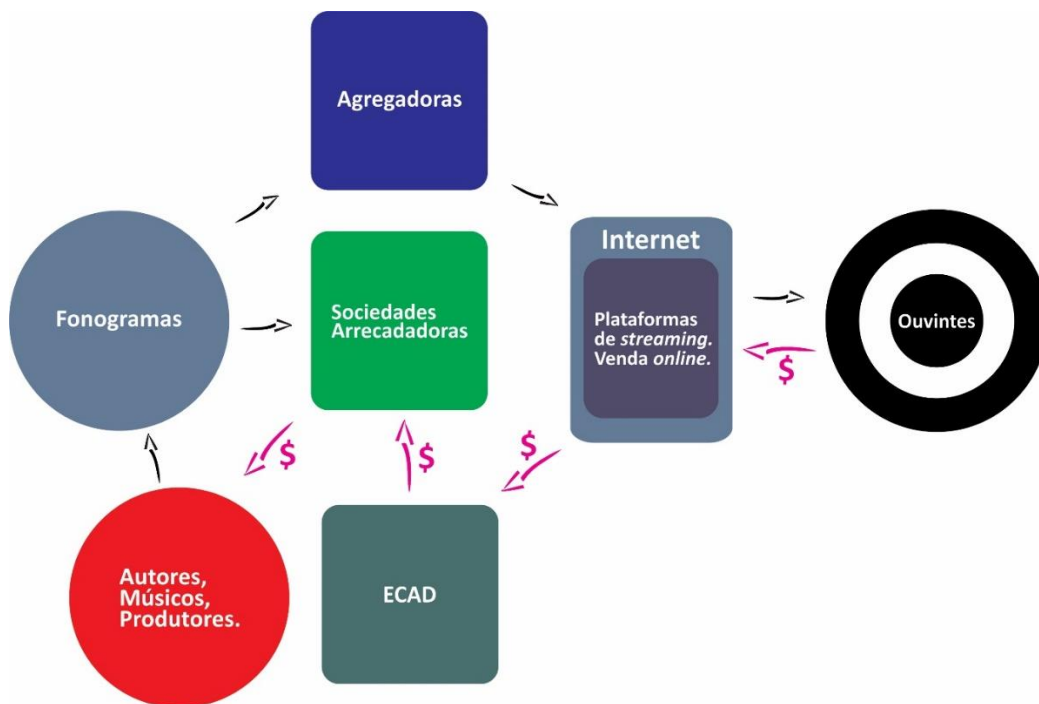 Agregadoras
Internet
Fonogramas
Sociedades
Arrecadadoras
Plataformas
de streaming.
Venda online.
Ouvintes
$
$
$
$
Autores,
Músicos,
Produtores.
ECAD